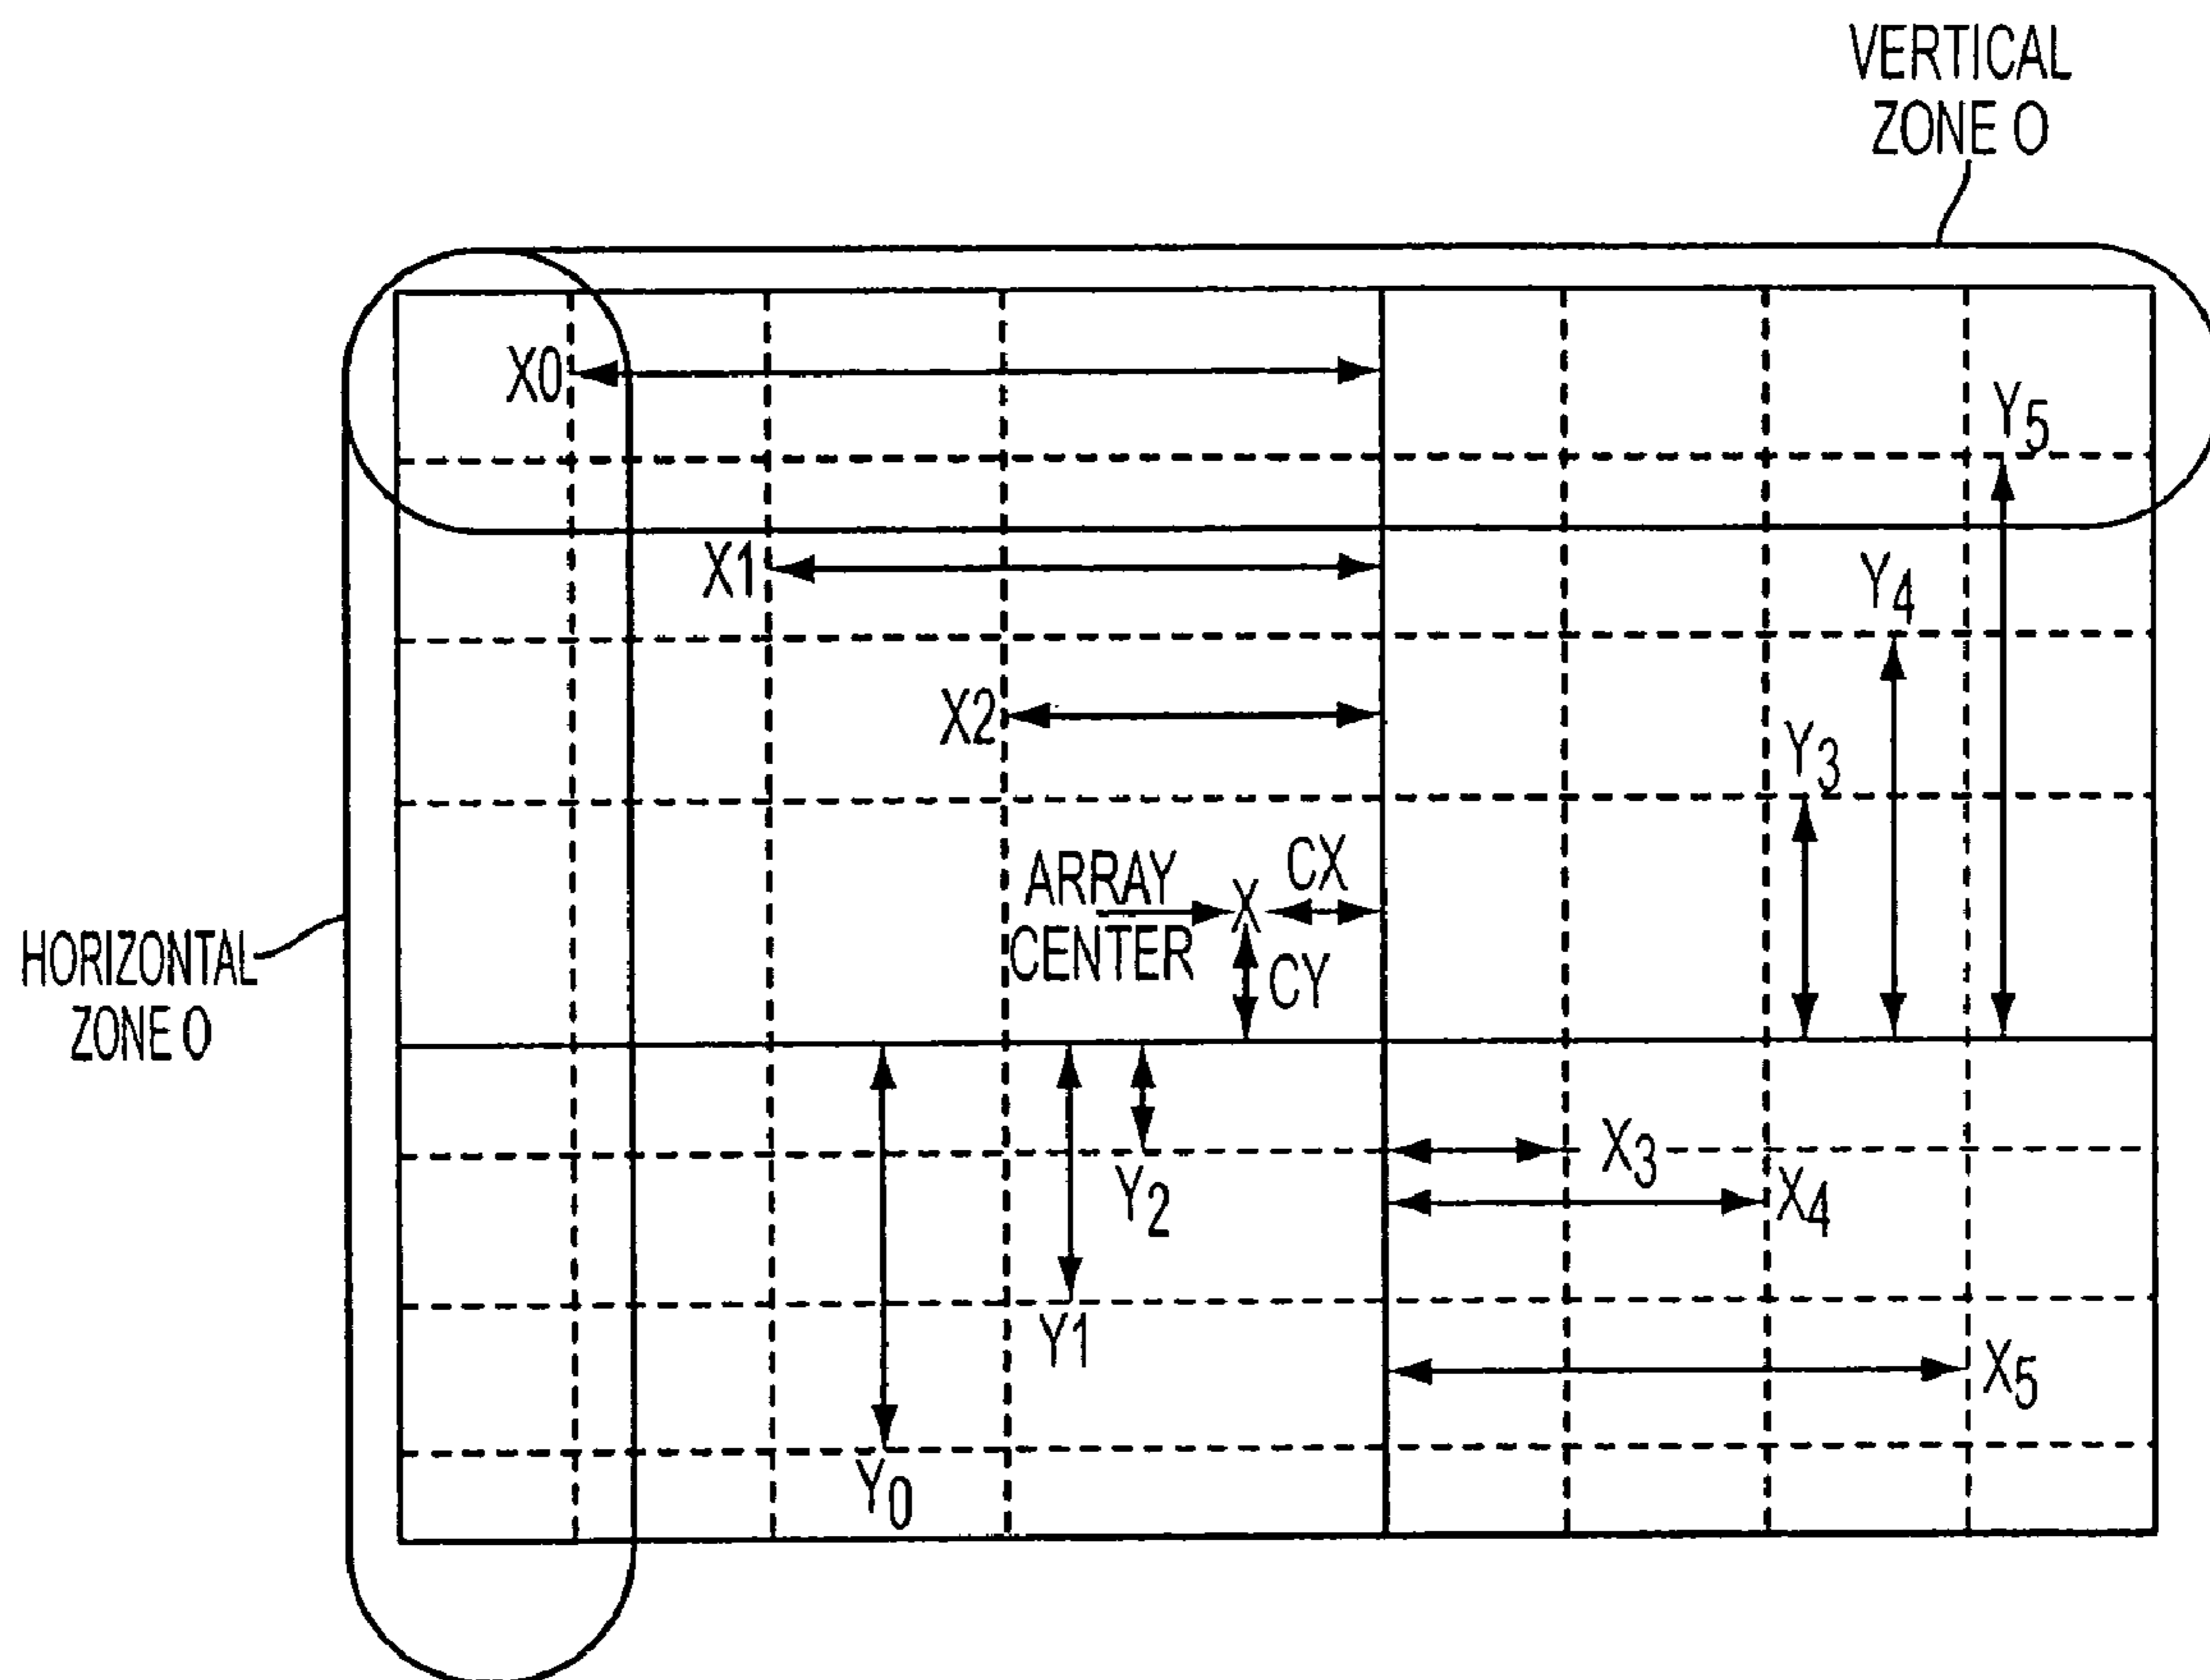 VERTICAL
ZONE 0
X0
Y5
X1
Y4
X2
Y3
ARRAY
CENTER
X
CX
CY
HORIZONTAL
ZONE 0
X3
Y2
X4
Y1
X5
Y0